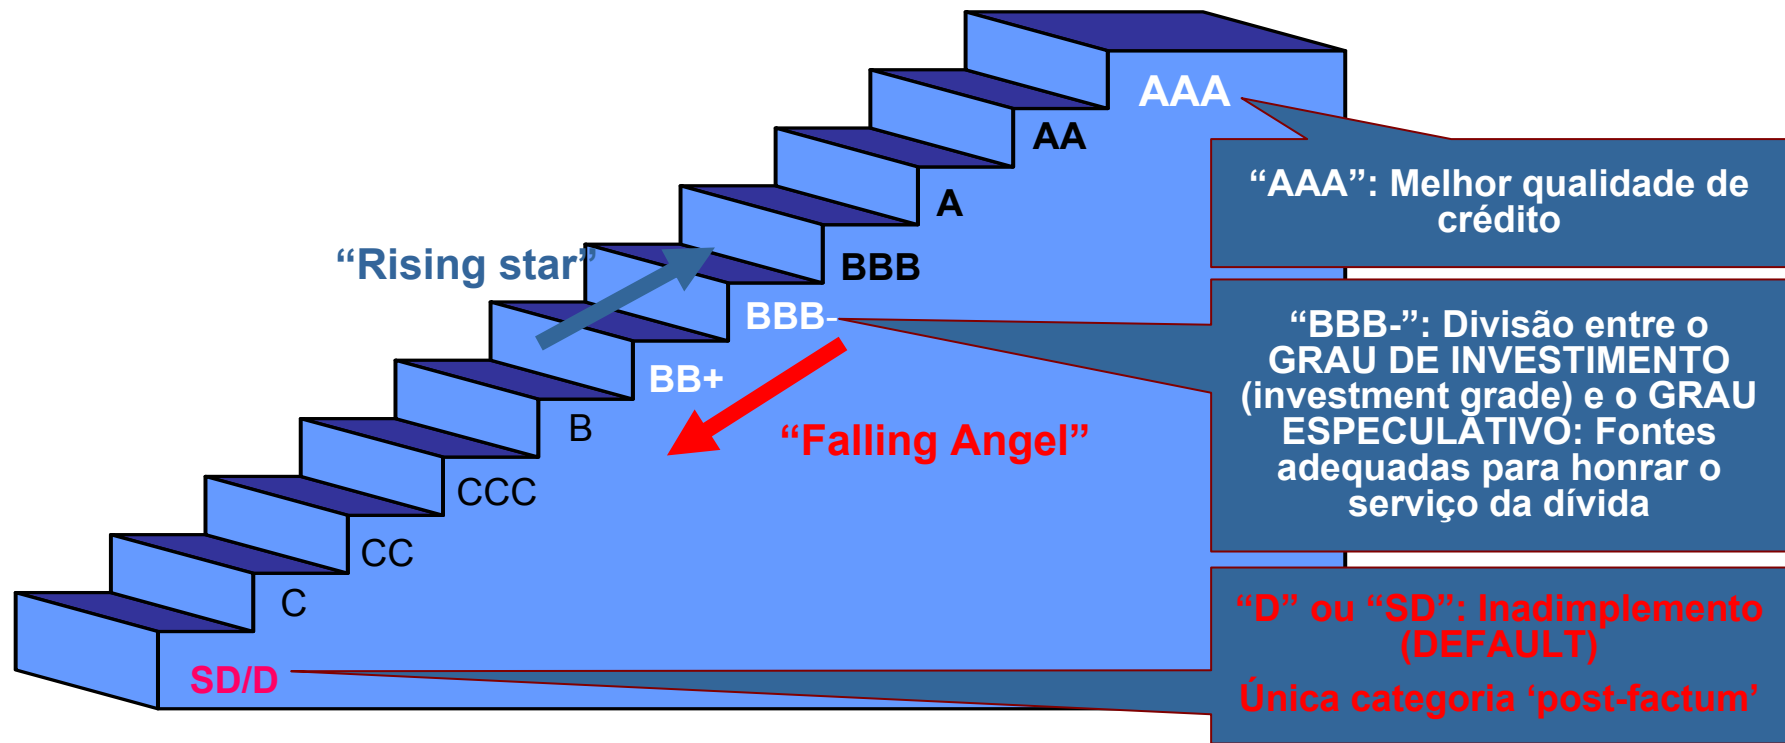 AAA
AA
A
BBB
BBB-
BB+
B
CCC
CC
C
SD/D
“Rising star”
“Falling Angel”
“AAA”: Melhor qualidade de
crédito
“BBB-”: Divisão entre o
GRAU DE INVESTIMENTO
(investment grade) e o GRAU
ESPECULATIVO: Fontes
adequadas para honrar o
serviço da dívida
“D” ou “SD”: Inadimplemento
(DEFAULT)
Única categoria ‘post-factum’